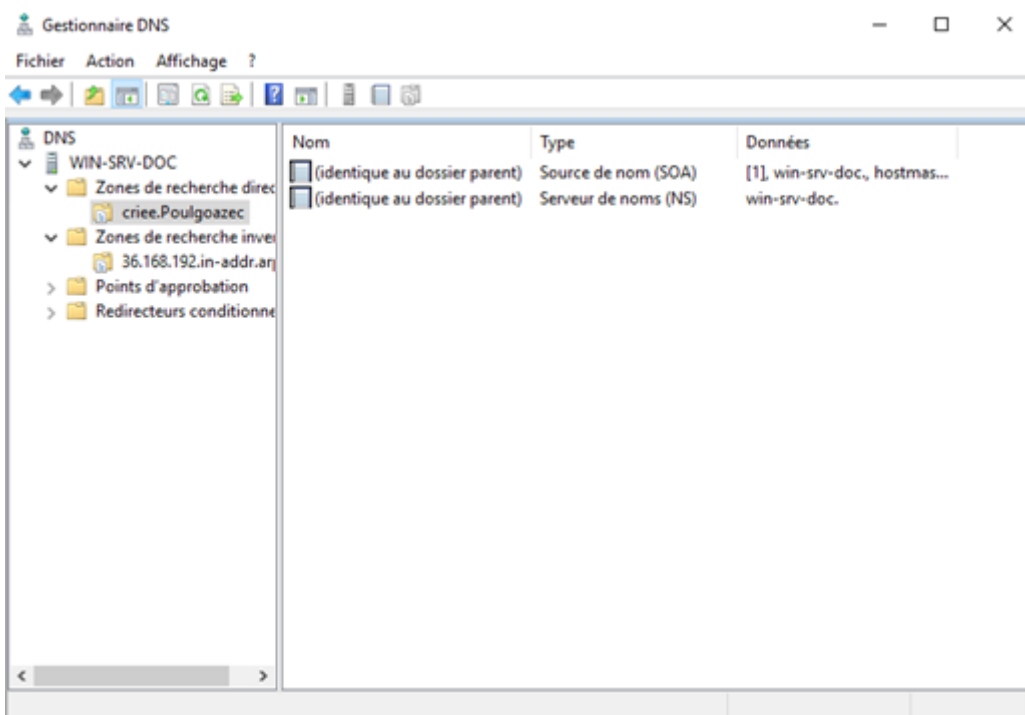 Gestionnaire DNS
Fichier Action Affichage ?
DNS
WIN-SRV-DOC
Zones de recherche direc
criee.Poulgoazec
Zones de recherche inver
36.168.192.in-addr.arp
Points d'approbation
Redirecteurs conditionne
Nom Type Données
(identique au dossier parent) Source de nom (SOA) [1], win-srv-doc., hostmas...
(identique au dossier parent) Serveur de noms (NS) win-srv-doc.